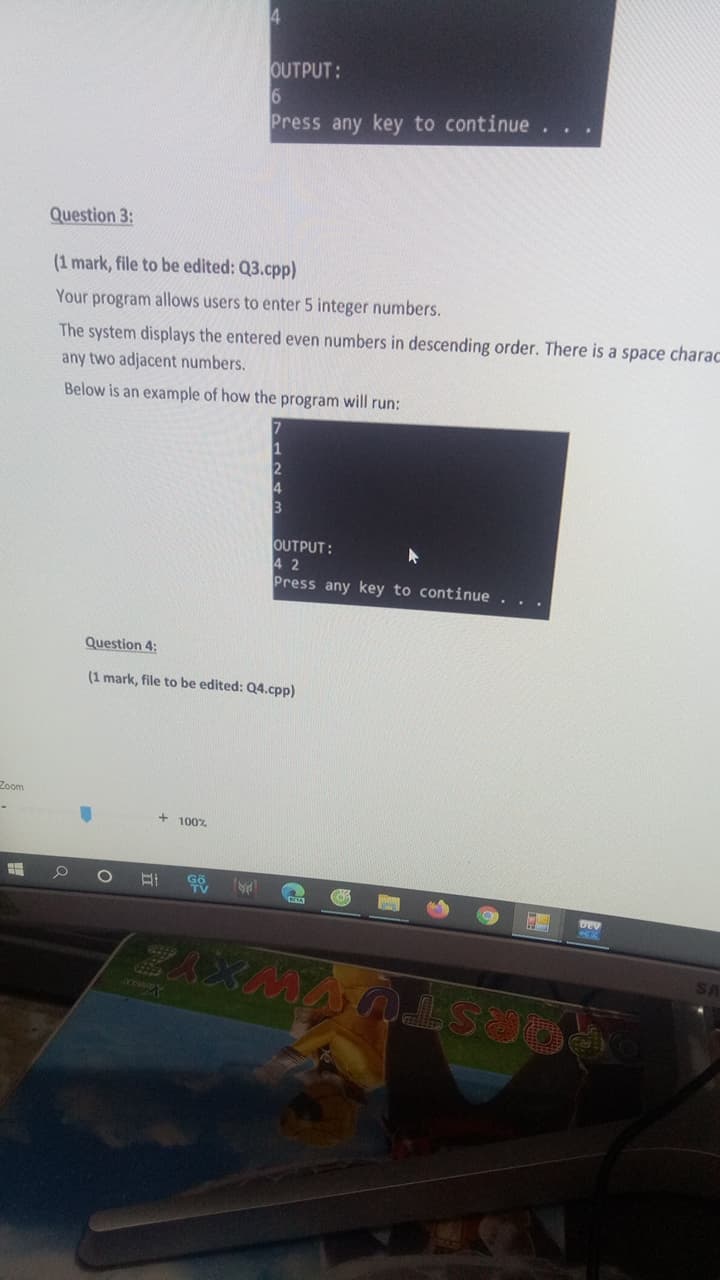 4
OUTPUT:
6
Press any key to continue . . .
Question 3:
(1 mark, file to be edited: Q3.cpp)
Your program allows users to enter 5 integer numbers.
The system displays the entered even numbers in descending order. There is a space charac
any two adjacent numbers.
Below is an example of how the program will run:
7
1
2
4
3
OUTPUT:
4 2
Press any key to continue . . .
Question 4:
(1 mark, file to be edited: Q4.cpp)
Zoom
-
+ 100%
GÕ
TV
BETA
DEV
SA